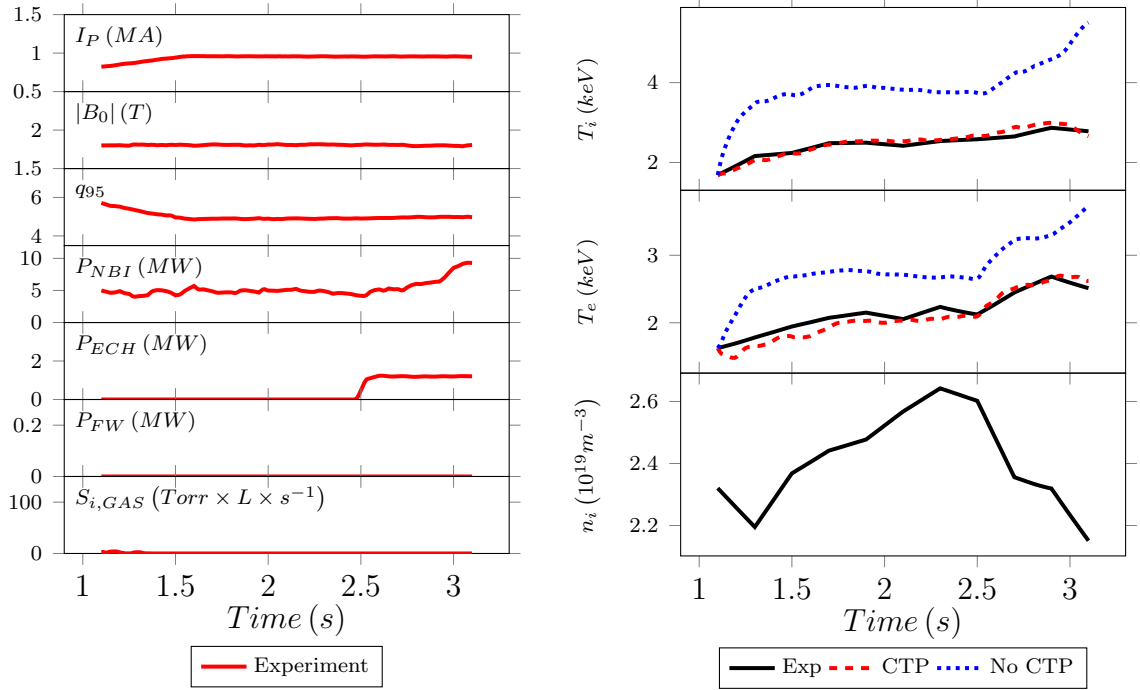 I_P (MA)
1.5
1
0.5
|B_0| (T)
2
1.5
q_95
6
4
P_NBI (MW)
10
5
0
P_ECH (MW)
2
0
P_FW (MW)
0.2
0
S_i,GAS (Torr × L × s^−1)
100
0
1 1.5 2 2.5 3
Time (s)
Experiment
T_i (keV)
4
2
T_e (keV)
3
2
n_i (10^19 m^−3)
2.6
2.4
2.2
1 1.5 2 2.5 3
Time (s)
Exp CTP No CTP